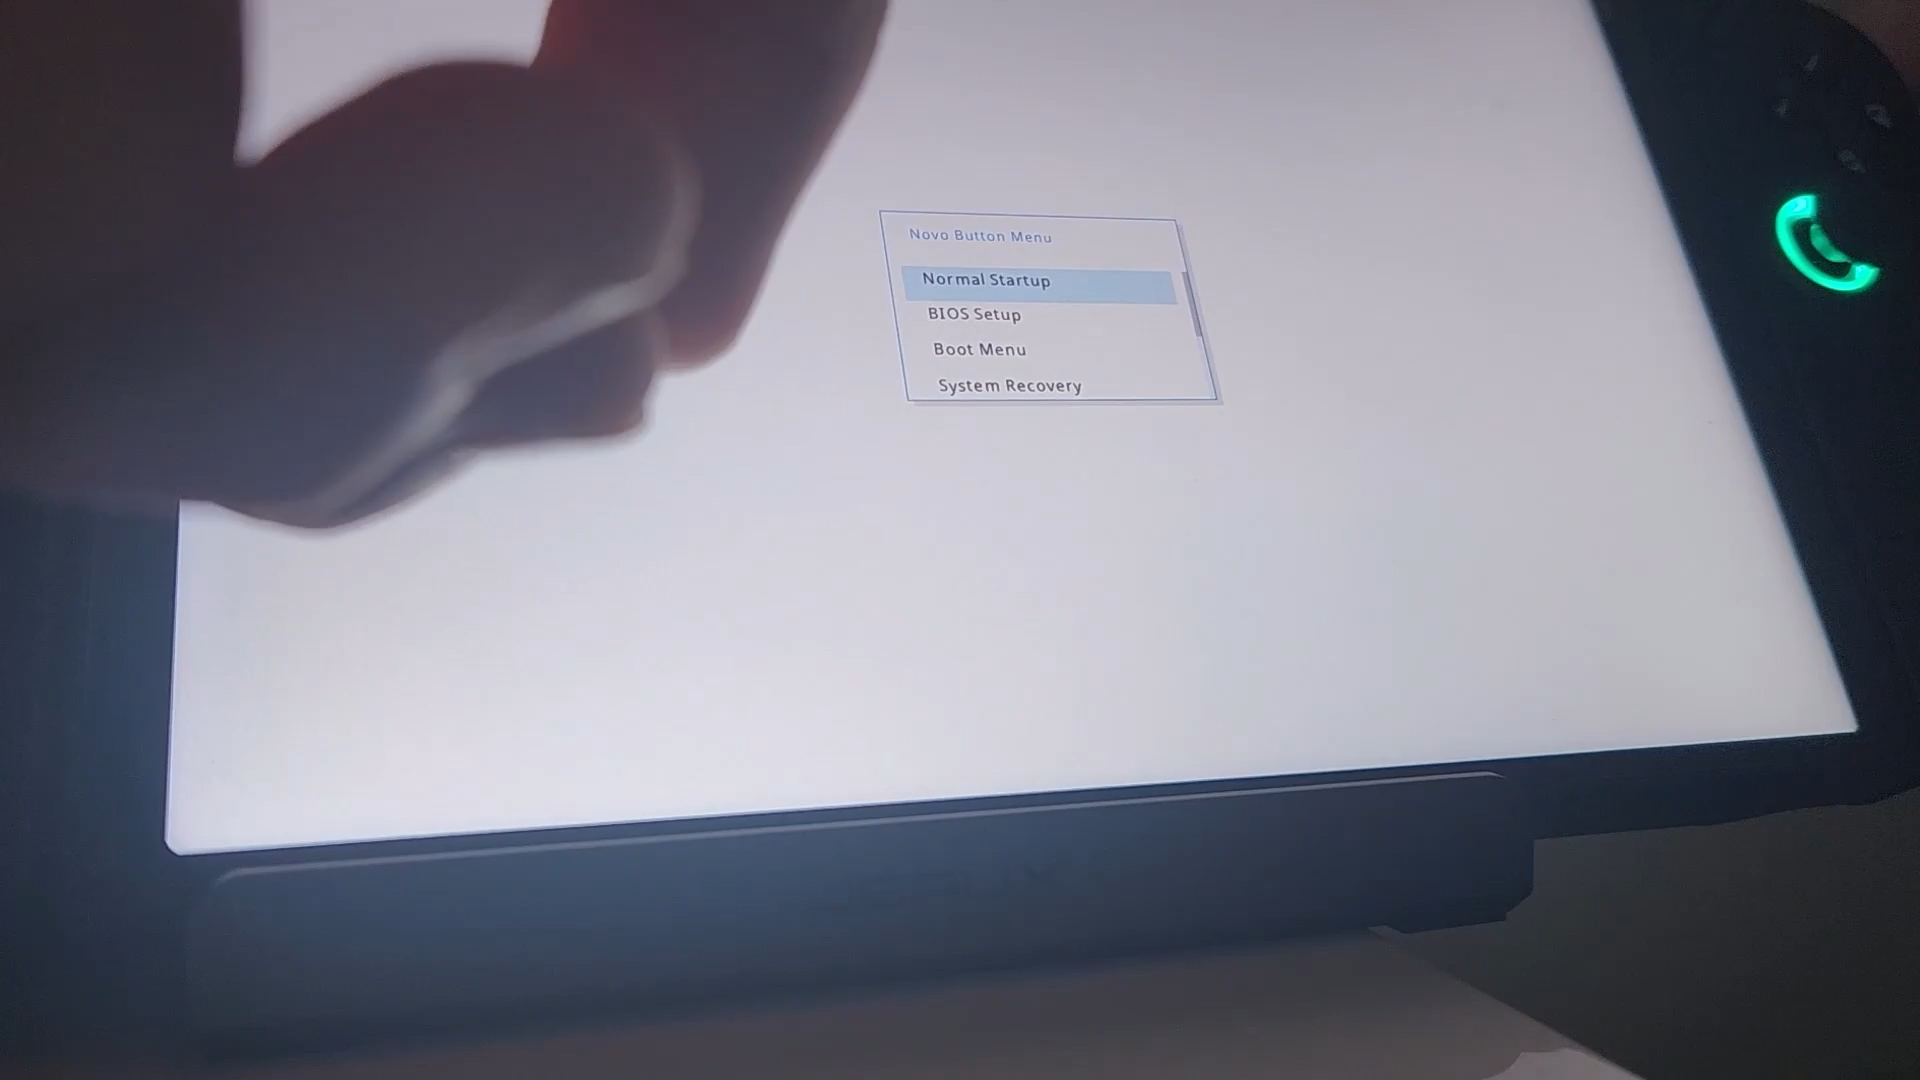 Novo Button Menu
Normal Startup
BIOS Setup
Boot Menu
System Recovery